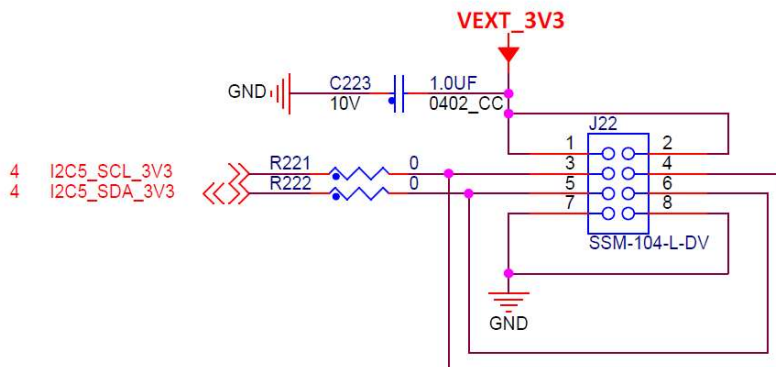 VEXT_3V3
C223 1.0UF
GND 10V 0402_CC
J22
1 2
4 I2C5_SCL_3V3 R221 0 3 4
4 I2C5_SDA_3V3 R222 0 5 6
7 8
SSM-104-L-DV
GND